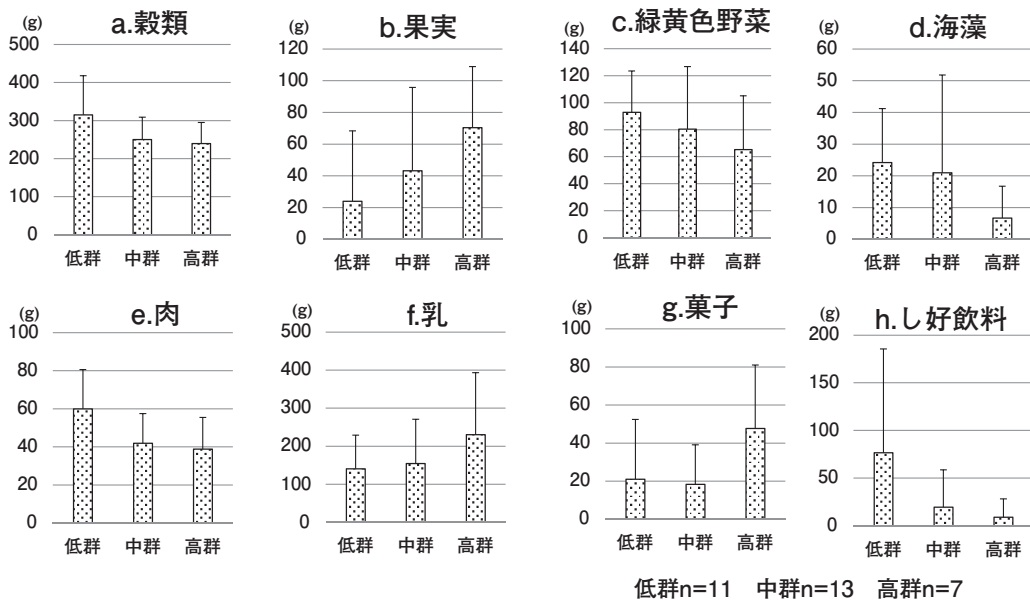 a.穀類
(g)
500
400
300
200
100
0
低群 中群 高群
b.果実
(g)
120
100
80
60
40
20
0
低群 中群 高群
c.緑黄色野菜
(g)
140
120
100
80
60
40
20
0
低群 中群 高群
d.海藻
(g)
60
50
40
30
20
10
0
低群 中群 高群
e.肉
(g)
100
80
60
40
20
0
低群 中群 高群
f.乳
(g)
500
400
300
200
100
0
低群 中群 高群
g.菓子
(g)
100
80
60
40
20
0
低群 中群 高群
h.し好飲料
(g)
200
150
100
50
0
低群 中群 高群
低群n=11 中群n=13 高群n=7